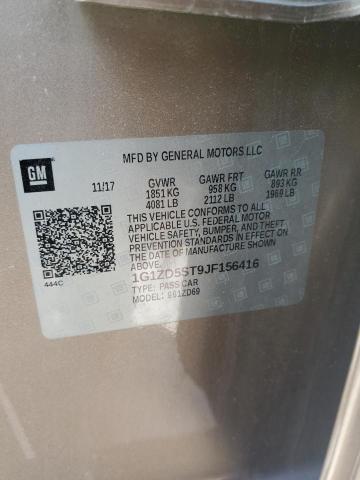 GM
MFD BY GENERAL MOTORS LLC
11/17 GVWR GAWR FRT GAWR RR
1851 KG 958 KG 893 KG
4081 LB 2112 LB 1969 LB
THIS VEHICLE CONFORMS TO ALL
APPLICABLE U.S. FEDERAL MOTOR
VEHICLE SAFETY, BUMPER, AND THEFT
PREVENTION STANDARDS IN EFFECT ON
THE DATE OF MANUFACTURE SHOWN
ABOVE.
1G1ZD5ST9JF156416
TYPE: PASS CAR
444C MODEL: 991ZD69